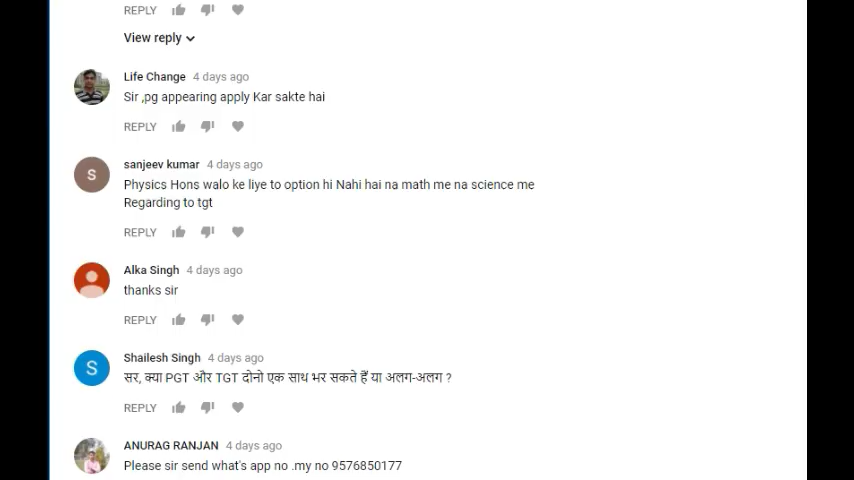 REPLY
View reply
Life Change 4 days ago
Sir ,pg appearing apply Kar sakte hai
REPLY
S
sanjeev kumar 4 days ago
Physics Hons walo ke liye to option hi Nahi hai na math me na science me
Regarding to tgt
REPLY
Alka Singh 4 days ago
thanks sir
REPLY
S
Shailesh Singh 4 days ago
सर, क्या PGT और TGT दोनो एक साथ भर सकते हैं या अलग-अलग ?
REPLY
ANURAG RANJAN 4 days ago
Please sir send what's app no .my no 9576850177